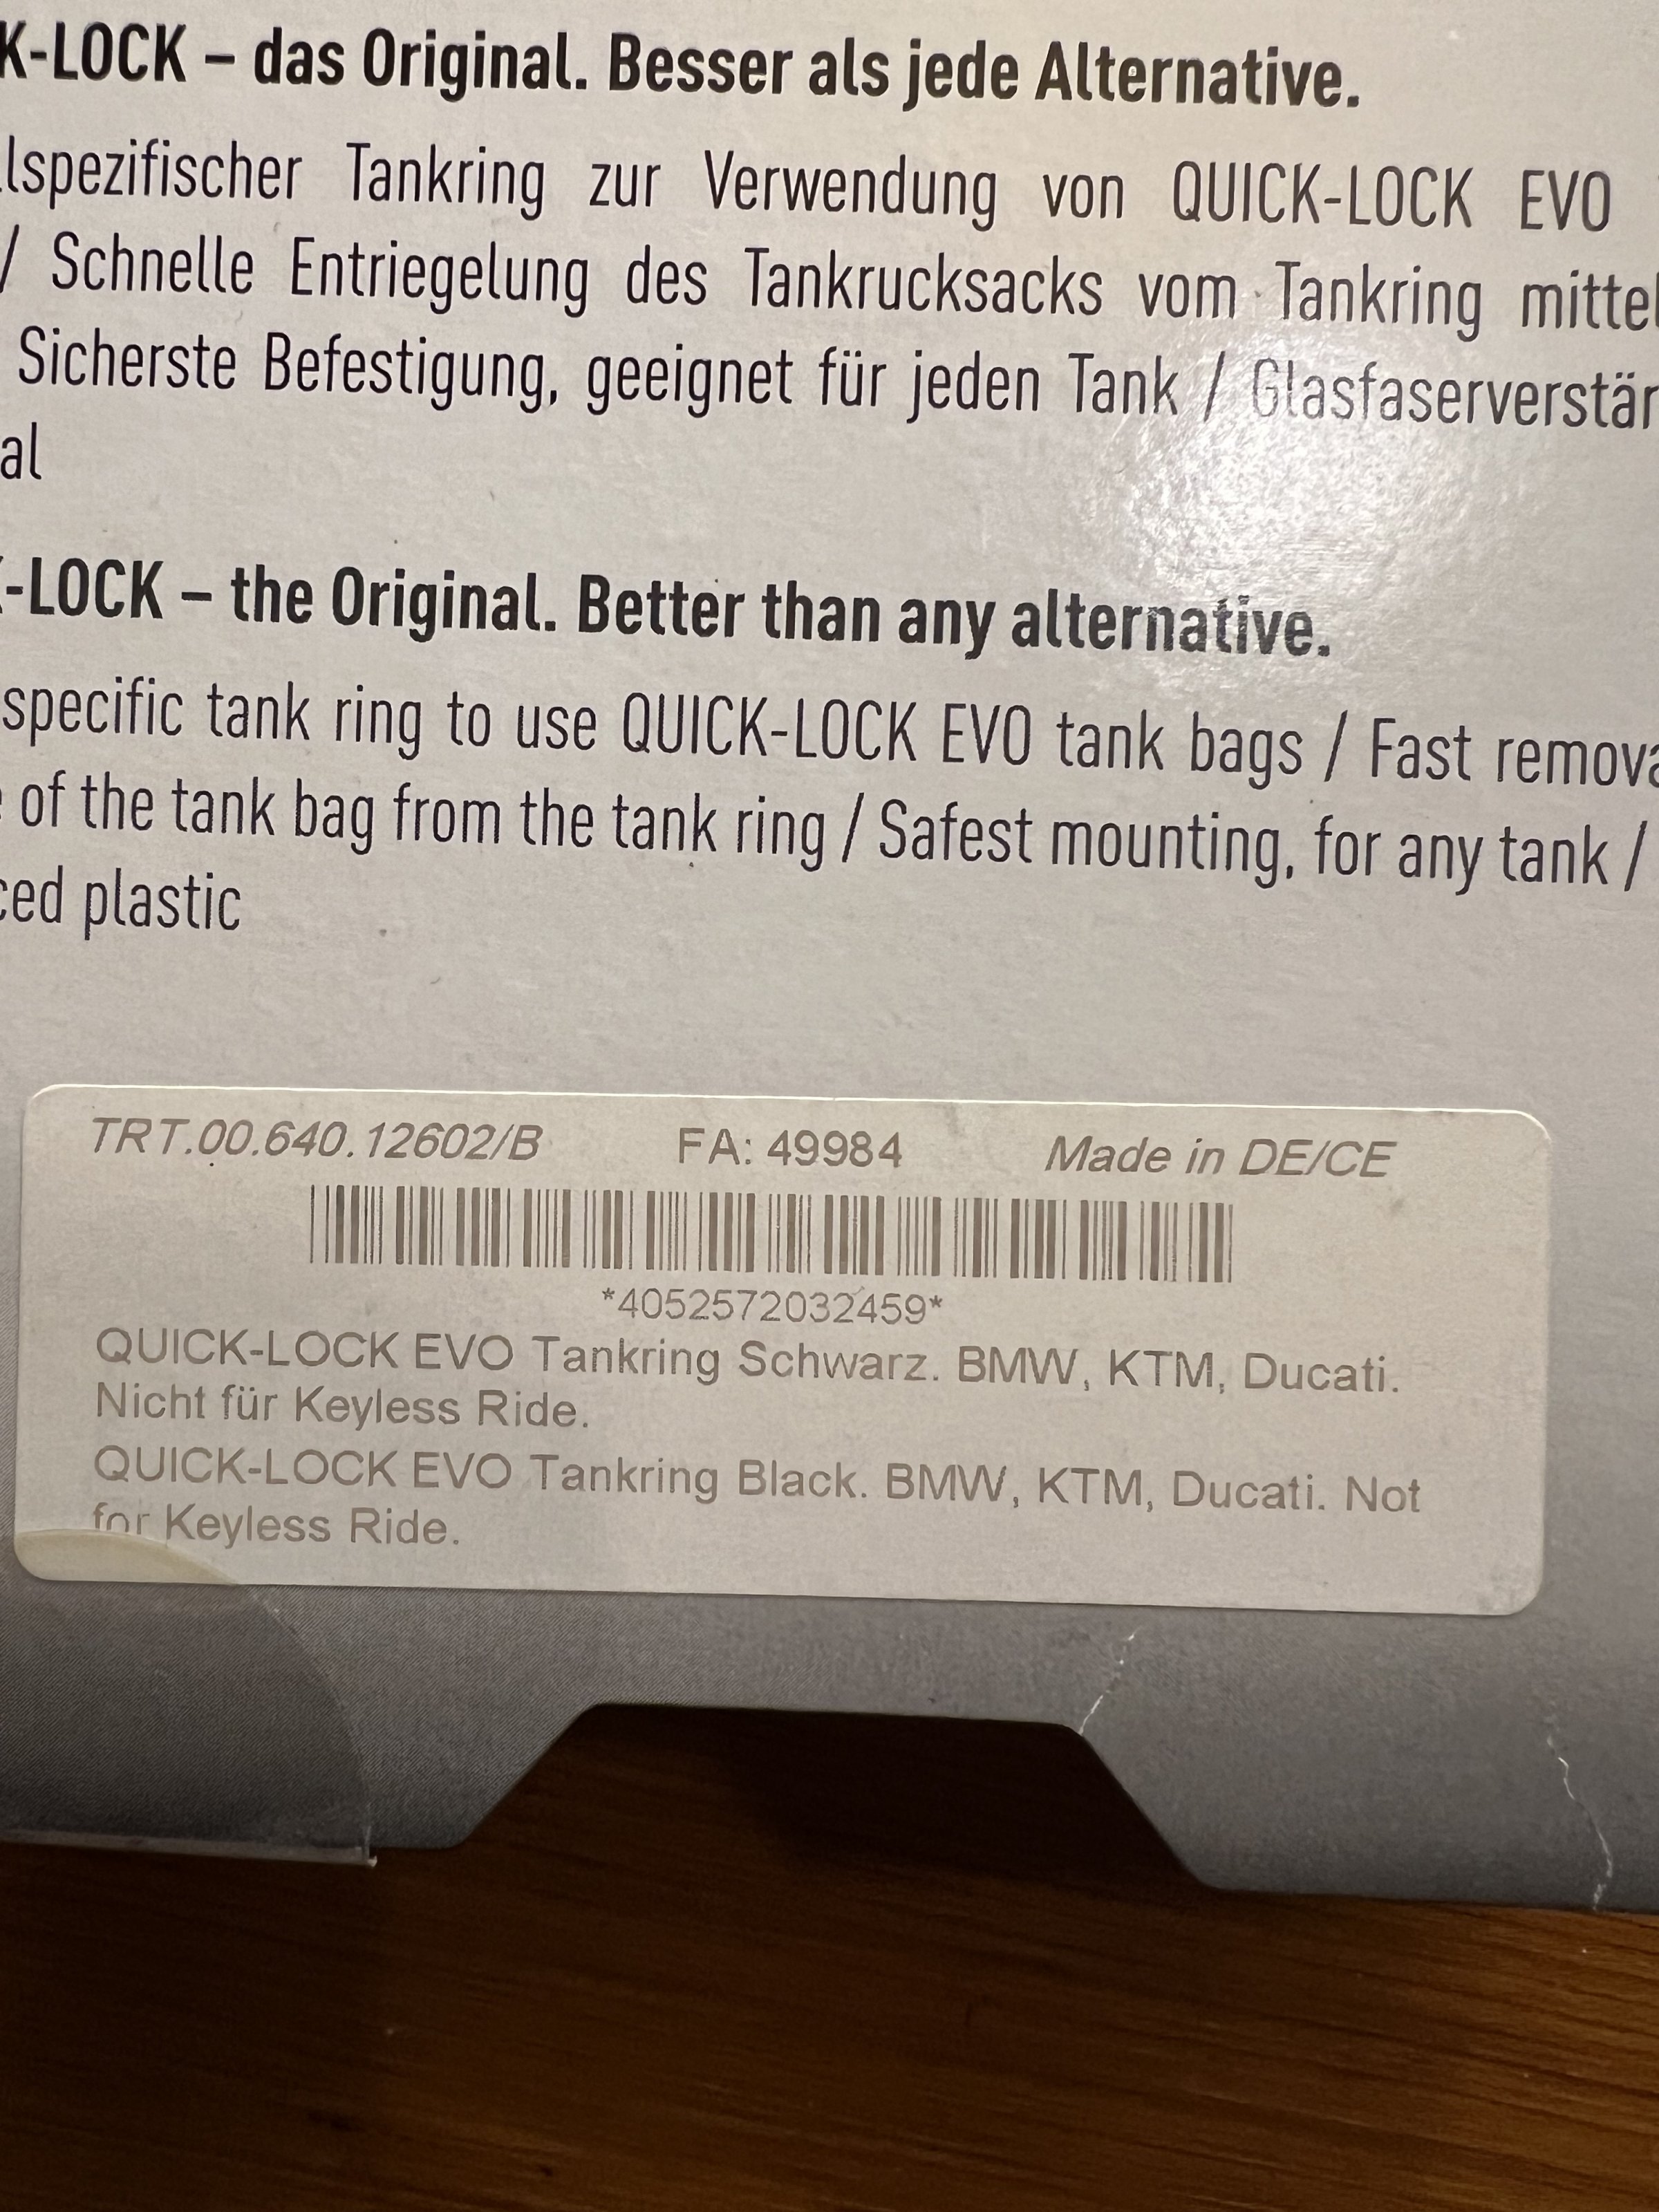 K-LOCK – das Original. Besser als jede Alternative.
lspezifischer Tankring zur Verwendung von QUICK-LOCK EVO
/ Schnelle Entriegelung des Tankrucksacks vom Tankring mittel
Sicherste Befestigung, geeignet für jeden Tank / Glasfaserverstär
al
-LOCK – the Original. Better than any alternative.
specific tank ring to use QUICK-LOCK EVO tank bags / Fast remova
of the tank bag from the tank ring / Safest mounting, for any tank /
ced plastic
TRT.00.640.12602/B FA: 49984 Made in DE/CE
*4052572032459*
QUICK-LOCK EVO Tankring Schwarz. BMW, KTM, Ducati.
Nicht für Keyless Ride.
QUICK-LOCK EVO Tankring Black. BMW, KTM, Ducati. Not
for Keyless Ride.